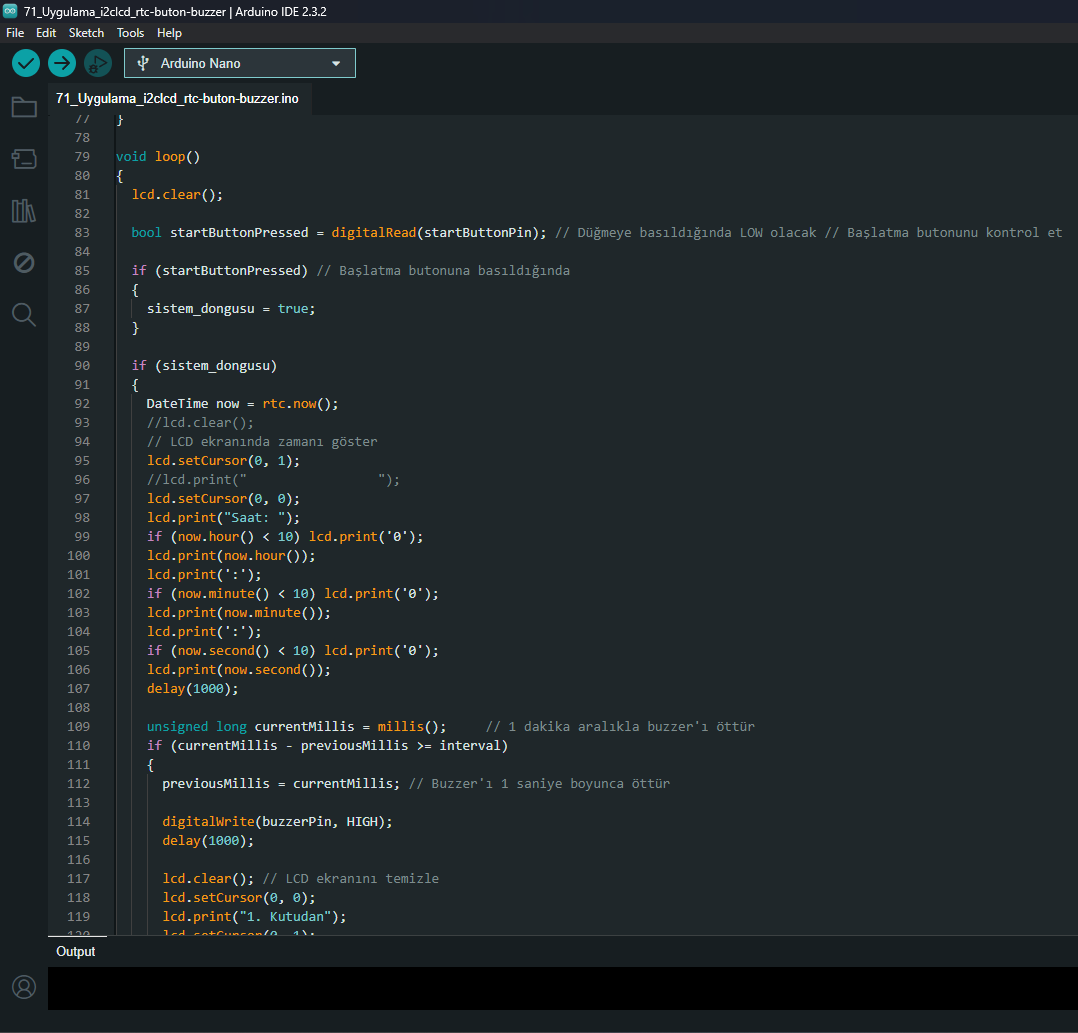 71_Uygulama_i2clcd_rtc-buton-buzzer | Arduino IDE 2.3.2
File Edit Sketch Tools Help
Arduino Nano
71_Uygulama_i2clcd_rtc-buton-buzzer.ino
77 }
78
79 void loop()
80 {
81 lcd.clear();
82
83 bool startButtonPressed = digitalRead(startButtonPin); // Düğmeye basıldığında LOW olacak // Başlatma butonunu kontrol et
84
85 if (startButtonPressed) // Başlatma butonuna basıldığında
86 {
87 sistem_dongusu = true;
88 }
89
90 if (sistem_dongusu)
91 {
92 DateTime now = rtc.now();
93 //lcd.clear();
94 // LCD ekranında zamanı göster
95 lcd.setCursor(0, 1);
96 //lcd.print("                 ");
97 lcd.setCursor(0, 0);
98 lcd.print("Saat: ");
99 if (now.hour() < 10) lcd.print('0');
100 lcd.print(now.hour());
101 lcd.print(':');
102 if (now.minute() < 10) lcd.print('0');
103 lcd.print(now.minute());
104 lcd.print(':');
105 if (now.second() < 10) lcd.print('0');
106 lcd.print(now.second());
107 delay(1000);
108
109 unsigned long currentMillis = millis();     // 1 dakika aralıkla buzzer'ı öttür
110 if (currentMillis - previousMillis >= interval)
111 {
112 previousMillis = currentMillis; // Buzzer'ı 1 saniye boyunca öttür
113
114 digitalWrite(buzzerPin, HIGH);
115 delay(1000);
116
117 lcd.clear(); // LCD ekranını temizle
118 lcd.setCursor(0, 0);
119 lcd.print("1. Kutudan");
120 lcd.setCursor(0, 1);
Output